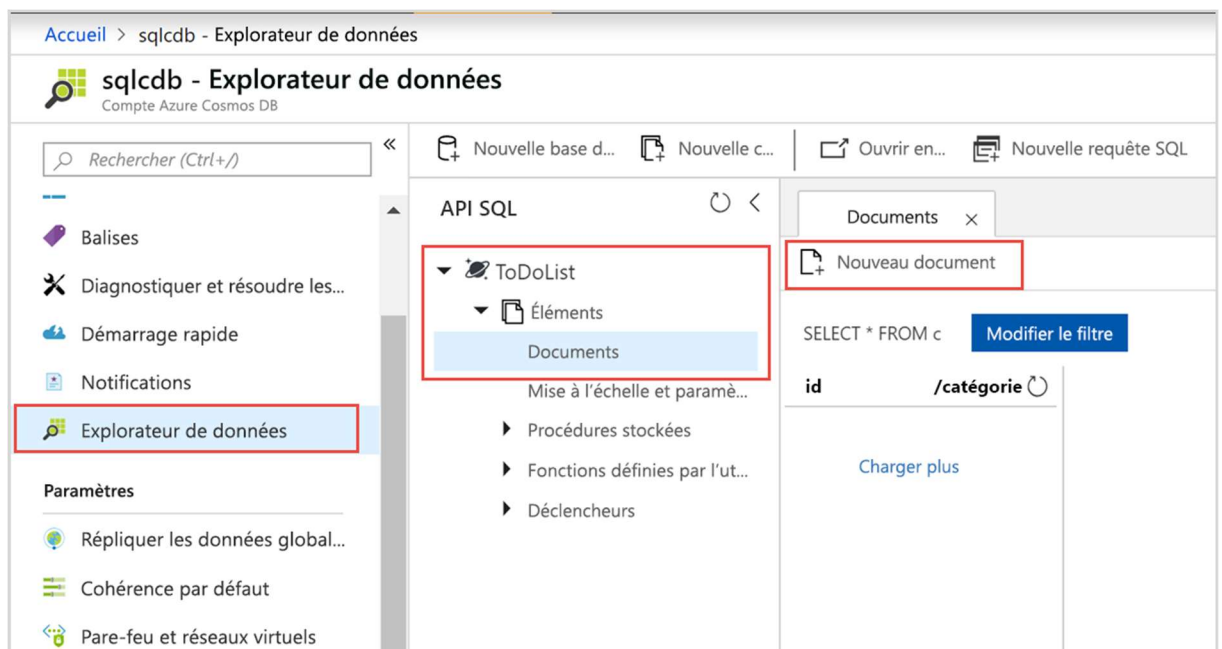 Accueil > sqlcdb - Explorateur de données
sqlcdb - Explorateur de données
Compte Azure Cosmos DB
Rechercher (Ctrl+/)
Balises
Diagnostiquer et résoudre les...
Démarrage rapide
Notifications
Explorateur de données
Paramètres
Répliquer les données global...
Cohérence par défaut
Pare-feu et réseaux virtuels
Nouvelle base d... Nouvelle c... Ouvrir en... Nouvelle requête SQL
API SQL
ToDoList
Éléments
Documents
Mise à l'échelle et paramè...
Procédures stockées
Fonctions définies par l'ut...
Déclencheurs
Documents
Nouveau document
SELECT * FROM c Modifier le filtre
id /catégorie
Charger plus